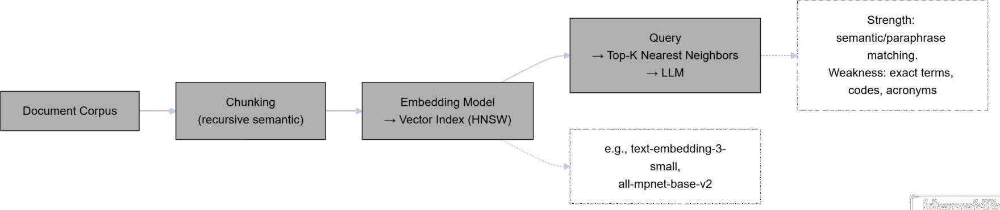 Document Corpus
Chunking
(recursive semantic)
Embedding Model
→ Vector Index (HNSW)
Query
→ Top-K Nearest Neighbors
→ LLM
Strength:
semantic/paraphrase
matching.
Weakness: exact terms,
codes, acronyms
e.g., text-embedding-3-
small,
all-mpnet-base-v2